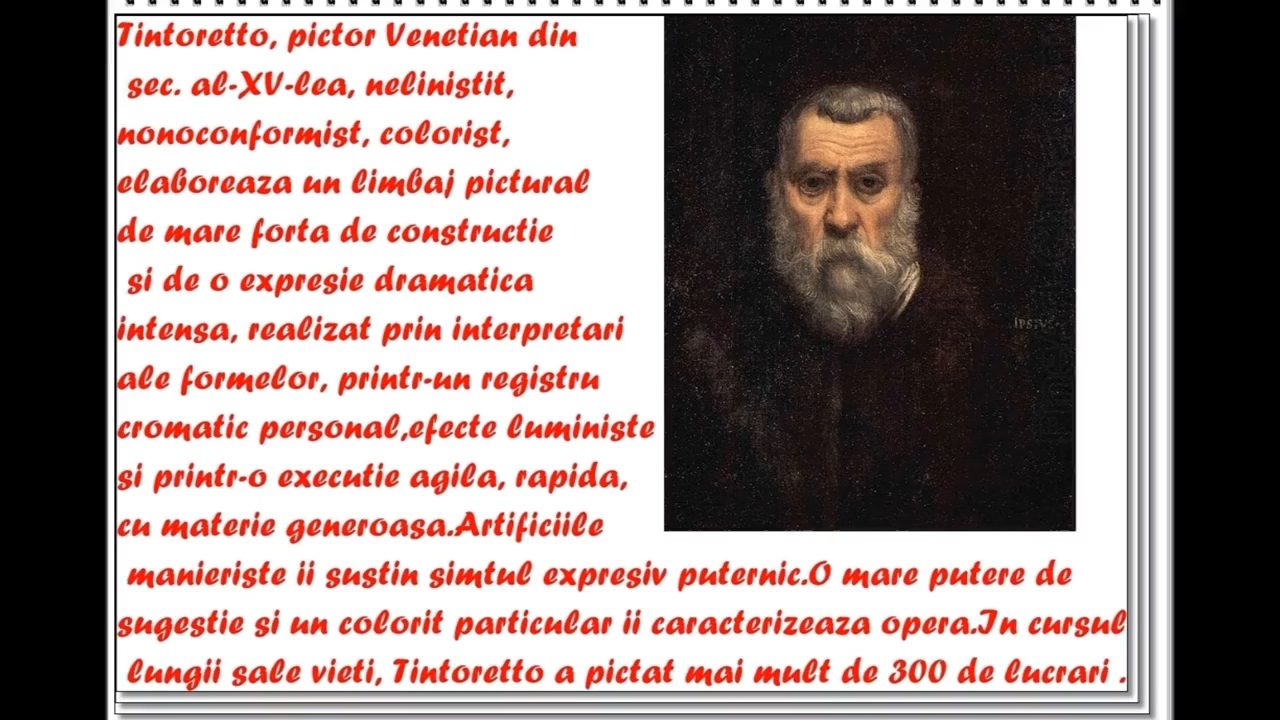 Tintoretto, pictor Venetian din
sec. al-XV-lea, nelinistit,
nonoconformist, colorist,
elaboreaza un limbaj pictural
de mare forta de constructie
si de o expresie dramatica
intensa, realizat prin interpretari
ale formelor, printr-un registru
cromatic personal,efecte luministe
si printr-o executie agila, rapida,
cu materie generoasa.Artificiile
manieriste ii sustin simtul expresiv puternic.O mare putere de
sugestie si un colorit particular ii caracterizeaza opera.In cursul
lungii sale vieti, Tintoretto a pictat mai mult de 300 de lucrari .
IPSIVS